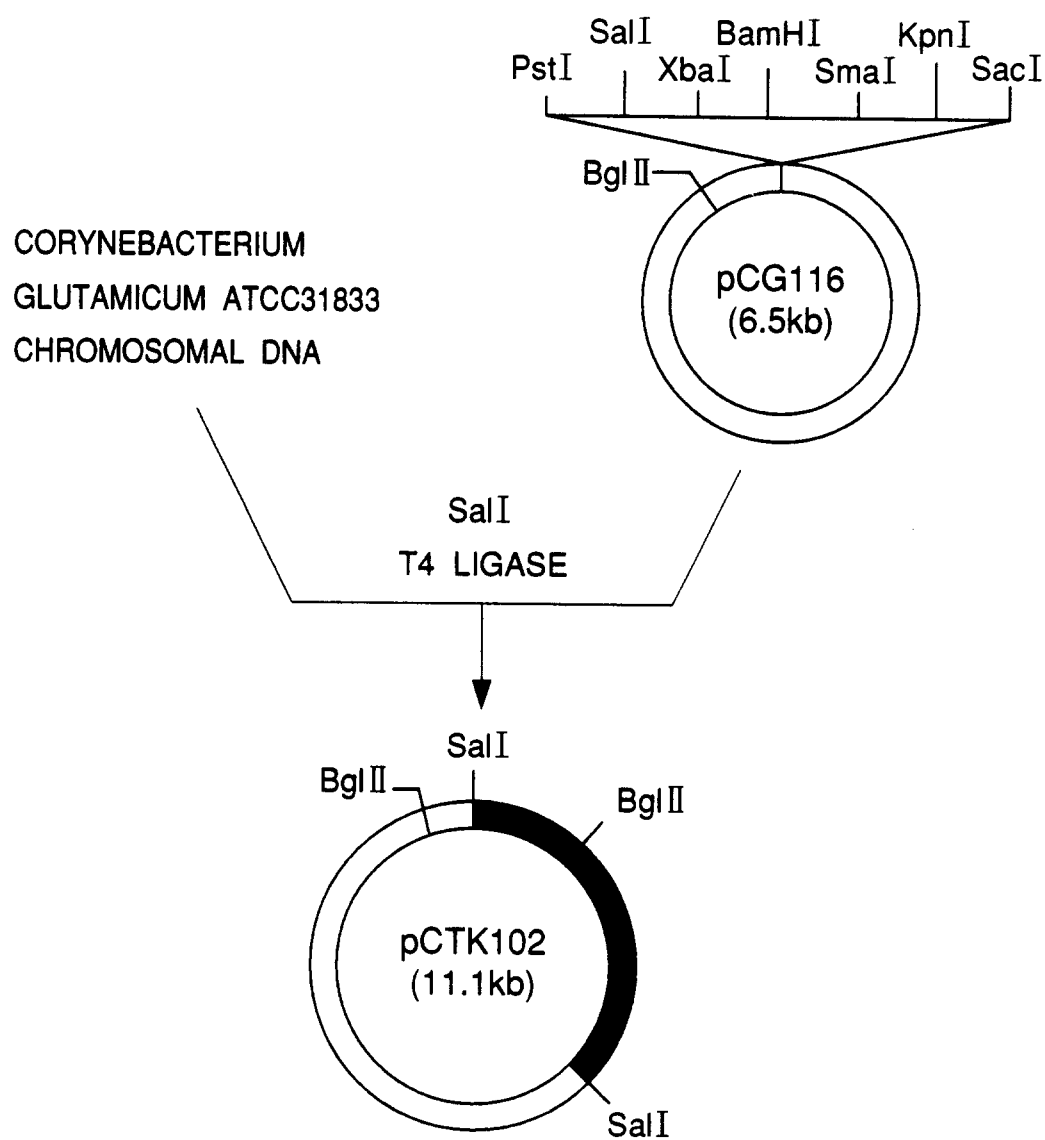 SalⅠ BamHⅠ KpnⅠ
PstⅠ XbaⅠ SmaⅠ SacⅠ
BglⅡ
pCG116
(6.5kb)
CORYNEBACTERIUM
GLUTAMICUM ATCC31833
CHROMOSOMAL DNA
SalⅠ
T4 LIGASE
SalⅠ
BglⅡ
BglⅡ
pCTK102
(11.1kb)
SalⅠ